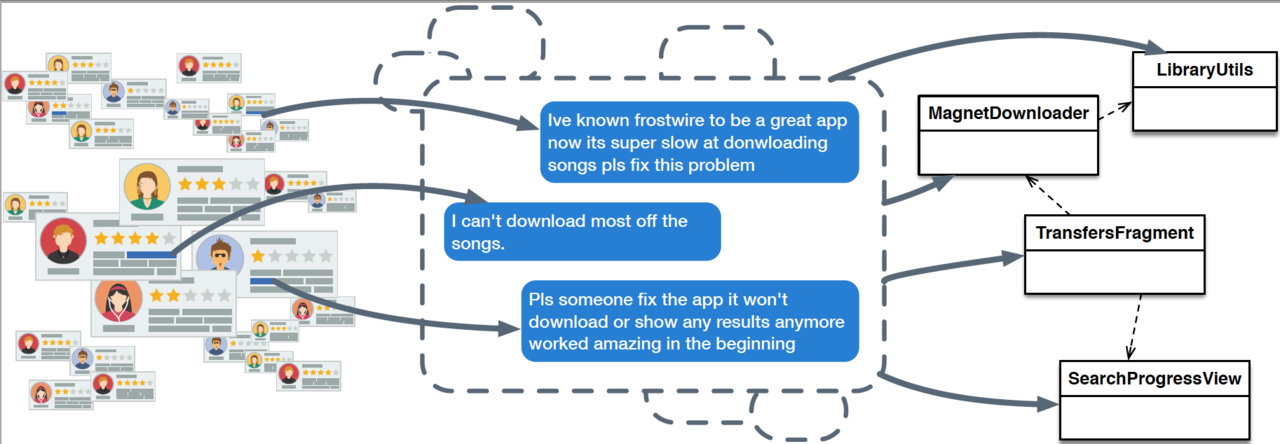 Ive known frostwire to be a great app
now its super slow at donwloading
songs pls fix this problem
I can't download most off the
songs.
Pls someone fix the app it won't
download or show any results anymore
worked amazing in the beginning
LibraryUtils
MagnetDownloader
TransfersFragment
SearchProgressView